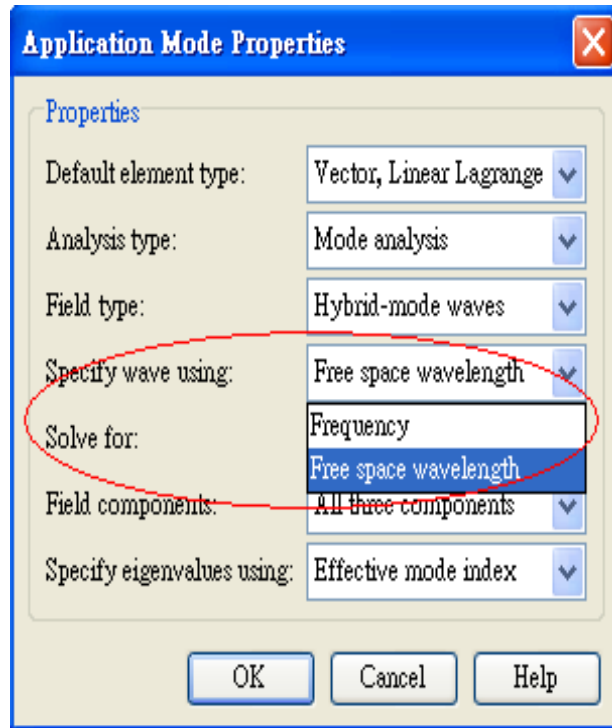 Application Mode Properties
Properties
Default element type: Vector, Linear Lagrange
Analysis type: Mode analysis
Field type: Hybrid-mode waves
Specify wave using: Free space wavelength
Frequency
Solve for:
Free space wavelength
Field components: All three components
Specify eigenvalues using: Effective mode index
OK Cancel Help